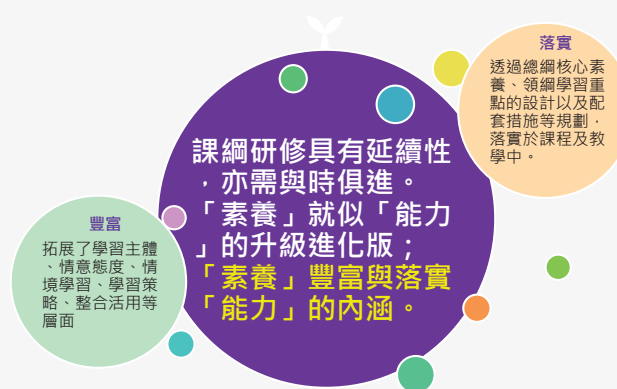 落實
透過總綱核心素
養、領綱學習重
點的設計以及配
套措施等規劃，
落實於課程及教
學中。
課綱研修具有延續性
，亦需與時俱進。
「素養」就似「能力
」的升級進化版；
「素養」豐富與落實
「能力」的內涵。
豐富
拓展了學習主體
、情意態度、情
境學習、學習策
略、整合活用等
層面